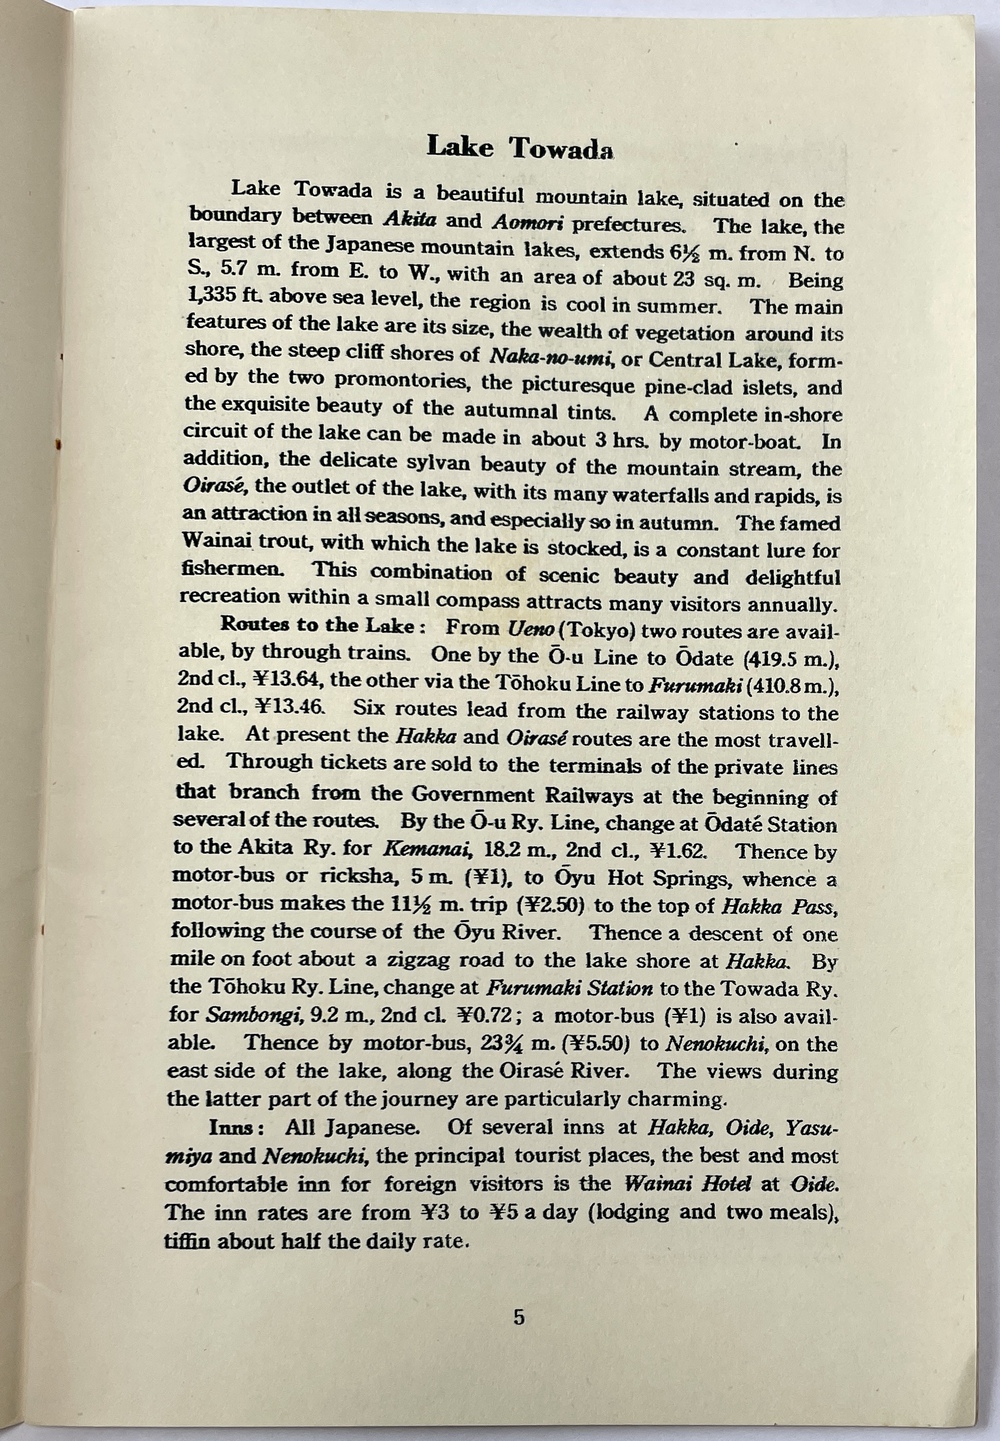 Lake Towada
Lake Towada is a beautiful mountain lake, situated on the
boundary between Akita and Aomori prefectures. The lake, the
largest of the Japanese mountain lakes, extends 6½ m. from N. to
S., 5.7 m. from E. to W., with an area of about 23 sq. m. Being
1,335 ft. above sea level, the region is cool in summer. The main
features of the lake are its size, the wealth of vegetation around its
shore, the steep cliff shores of Naka-no-umi, or Central Lake, form-
ed by the two promontories, the picturesque pine-clad islets, and
the exquisite beauty of the autumnal tints. A complete in-shore
circuit of the lake can be made in about 3 hrs. by motor-boat. In
addition, the delicate sylvan beauty of the mountain stream, the
Oirasé, the outlet of the lake, with its many waterfalls and rapids, is
an attraction in all seasons, and especially so in autumn. The famed
Wainai trout, with which the lake is stocked, is a constant lure for
fishermen. This combination of scenic beauty and delightful
recreation within a small compass attracts many visitors annually.
Routes to the Lake: From Ueno (Tokyo) two routes are avail-
able, by through trains. One by the Ō-u Line to Ōdate (419.5 m.),
2nd cl., ¥13.64, the other via the Tōhoku Line to Furumaki (410.8 m.),
2nd cl., ¥13.46. Six routes lead from the railway stations to the
lake. At present the Hakka and Oirasé routes are the most travell-
ed. Through tickets are sold to the terminals of the private lines
that branch from the Government Railways at the beginning of
several of the routes. By the Ō-u Ry. Line, change at Ōdaté Station
to the Akita Ry. for Kemanai, 18.2 m., 2nd cl., ¥1.62. Thence by
motor-bus or ricksha, 5 m. (¥1), to Ōyu Hot Springs, whence a
motor-bus makes the 11½ m. trip (¥2.50) to the top of Hakka Pass,
following the course of the Ōyu River. Thence a descent of one
mile on foot about a zigzag road to the lake shore at Hakka. By
the Tōhoku Ry. Line, change at Furumaki Station to the Towada Ry.
for Sambongi, 9.2 m., 2nd cl. ¥0.72; a motor-bus (¥1) is also avail-
able. Thence by motor-bus, 23¾ m. (¥5.50) to Nenokuchi, on the
east side of the lake, along the Oirasé River. The views during
the latter part of the journey are particularly charming.
Inns: All Japanese. Of several inns at Hakka, Oide, Yasu-
miya and Nenokuchi, the principal tourist places, the best and most
comfortable inn for foreign visitors is the Wainai Hotel at Oide.
The inn rates are from ¥3 to ¥5 a day (lodging and two meals),
tiffin about half the daily rate.
5